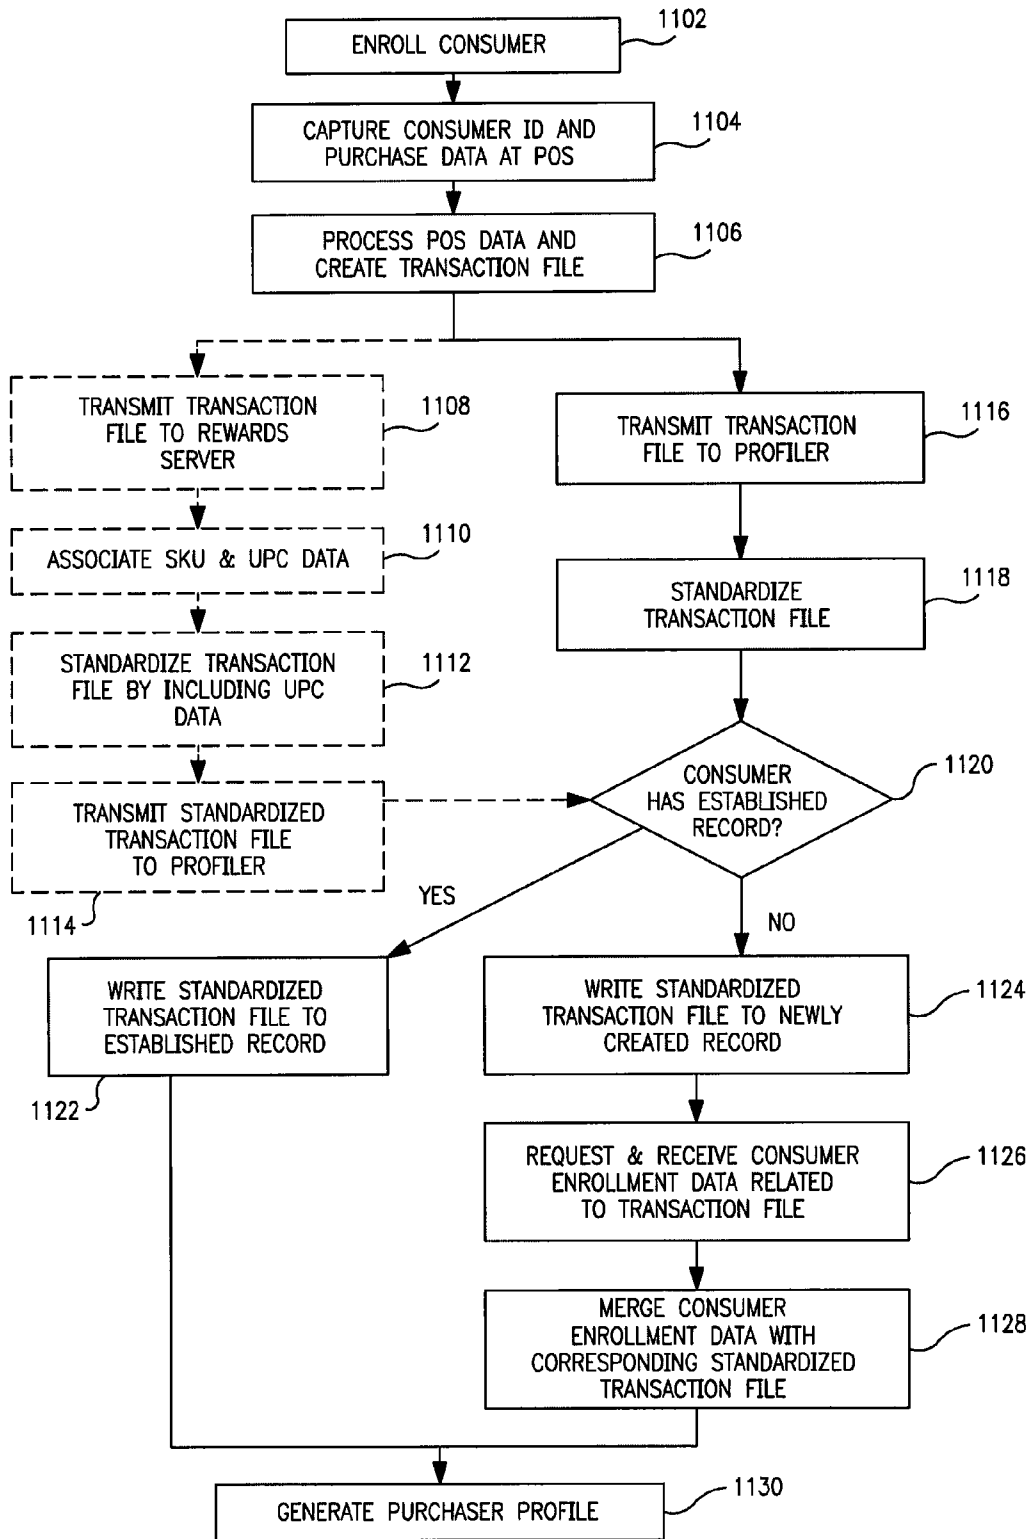 1102
ENROLL CONSUMER
CAPTURE CONSUMER ID AND
PURCHASE DATA AT POS
1104
PROCESS POS DATA AND
CREATE TRANSACTION FILE
1106
TRANSMIT TRANSACTION
FILE TO REWARDS
SERVER
1108
TRANSMIT TRANSACTION
FILE TO PROFILER
1116
ASSOCIATE SKU & UPC DATA
1110
STANDARDIZE
TRANSACTION FILE
1118
STANDARDIZE TRANSACTION
FILE BY INCLUDING UPC
DATA
1112
CONSUMER
HAS ESTABLISHED
RECORD?
1120
TRANSMIT STANDARDIZED
TRANSACTION FILE
TO PROFILER
1114
YES
NO
WRITE STANDARDIZED
TRANSACTION FILE TO
ESTABLISHED RECORD
1122
WRITE STANDARDIZED
TRANSACTION FILE TO NEWLY
CREATED RECORD
1124
REQUEST & RECEIVE CONSUMER
ENROLLMENT DATA RELATED
TO TRANSACTION FILE
1126
MERGE CONSUMER
ENROLLMENT DATA WITH
CORRESPONDING STANDARDIZED
TRANSACTION FILE
1128
GENERATE PURCHASER PROFILE
1130